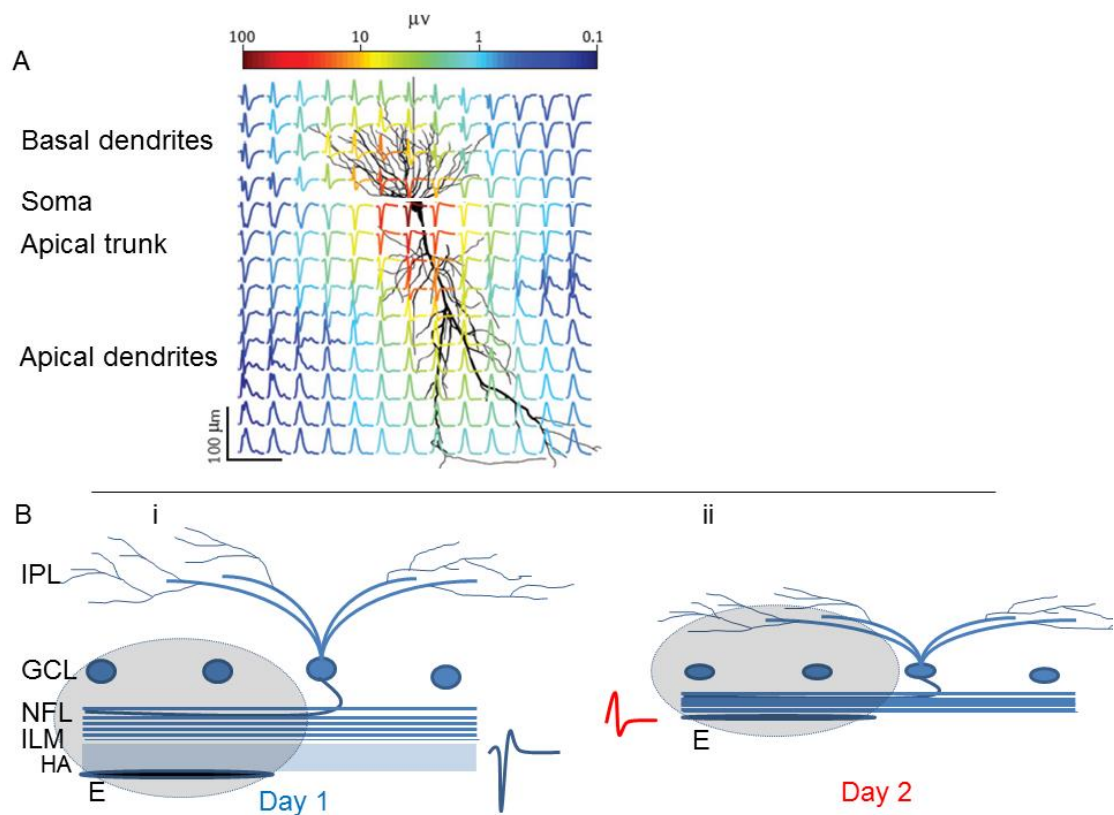 μv
100 10 1 0.1
A
Basal dendrites
Soma
Apical trunk
Apical dendrites
100 μm
B i ii
IPL
GCL
NFL
ILM
HA
E
Day 1
E
Day 2